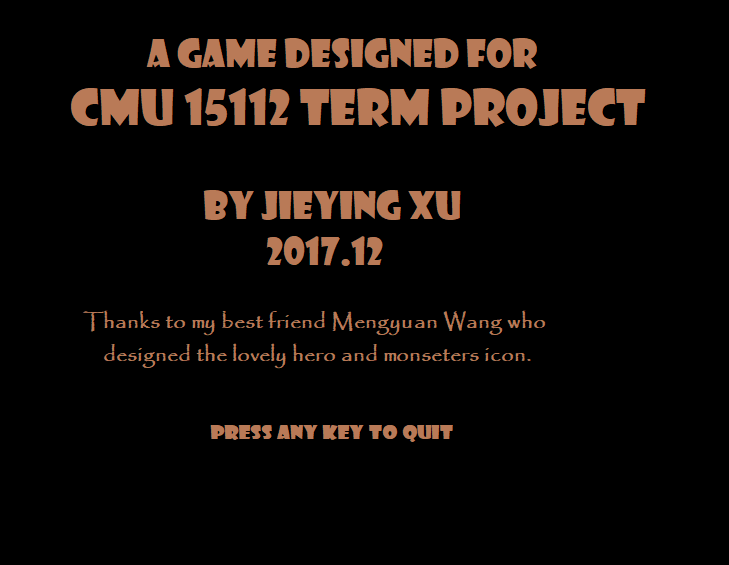 A GAME DESIGNED FOR
CMU 15112 TERM PROJECT
BY JIEYING XU
2017.12
Thanks to my best friend Mengyuan Wang who
designed the lovely hero and monseters icon.
PRESS ANY KEY TO QUIT